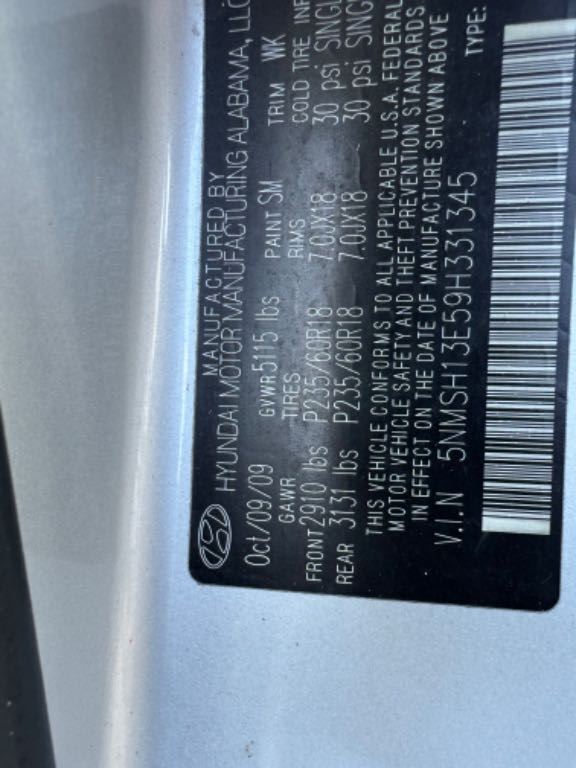 MANUFACTURED BY
HYUNDAI MOTOR MANUFACTURING ALABAMA, LLC
Oct/09/09 GVWR 5115 lbs PAINT SM TRIM WK
GAWR TIRES RIMS COLD TIRE INF
FRONT 2910 lbs P235/60R18 7.0JX18 30 psi SINGL
REAR 3131 lbs P235/60R18 7.0JX18 30 psi SING
THIS VEHICLE CONFORMS TO ALL APPLICABLE U.S.A. FEDERAL
MOTOR VEHICLE SAFETY AND THEFT PREVENTION STANDARDS
IN EFFECT ON THE DATE OF MANUFACTURE SHOWN ABOVE
V.I.N 5NMSH13E59H331345 TYPE: